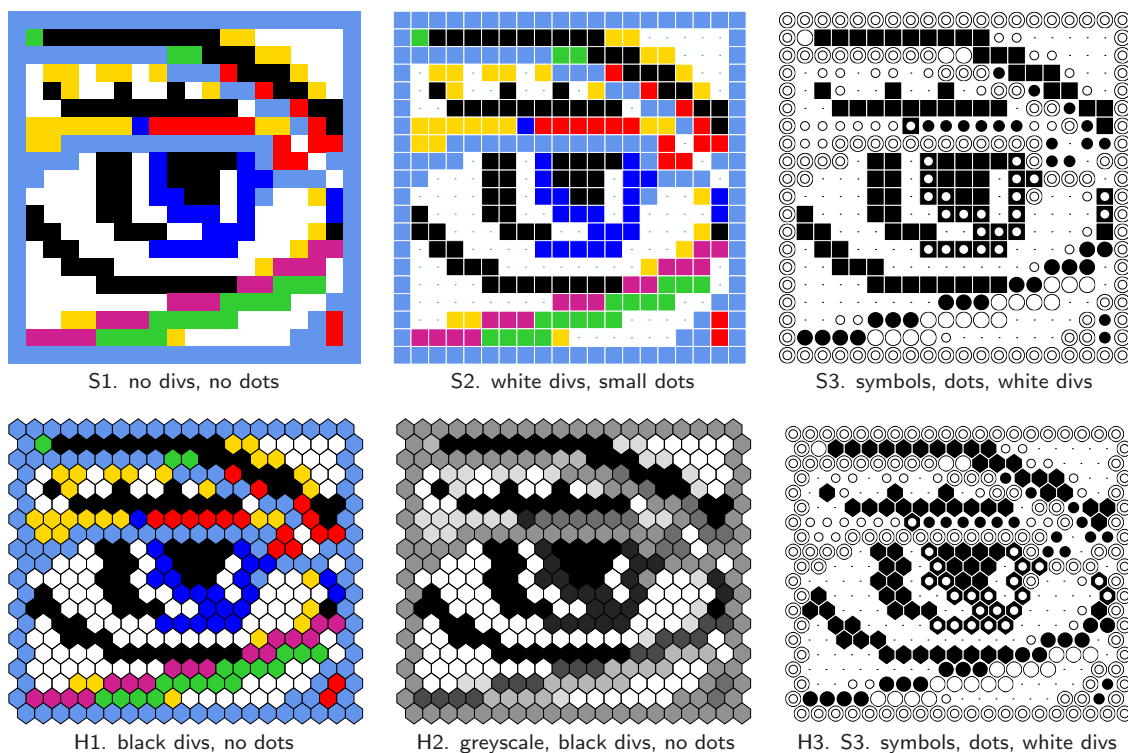 S1. no divs, no dots
S2. white divs, small dots
S3. symbols, dots, white divs
H1. black divs, no dots
H2. greyscale, black divs, no dots
H3. S3. symbols, dots, white divs